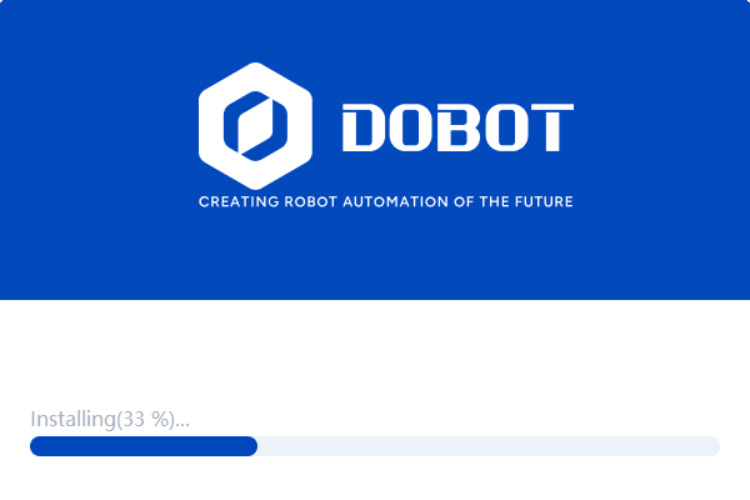 DOBOT
CREATING ROBOT AUTOMATION OF THE FUTURE
Installing(33 %)...